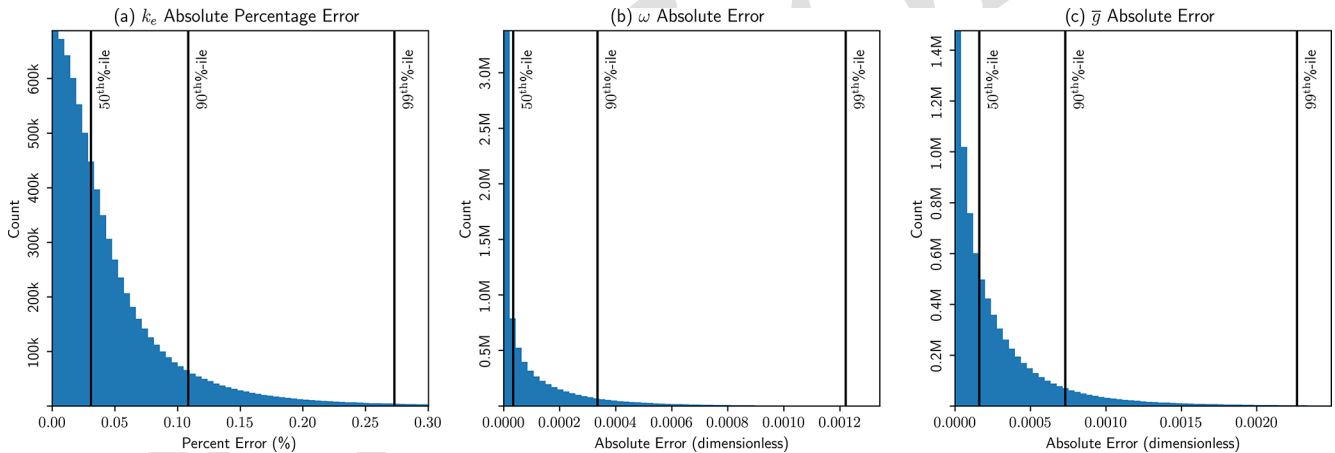 (a) kₑ Absolute Percentage Error
600k
500k
400k
300k
200k
100k
Count
50ᵗʰ%-ile
90ᵗʰ%-ile
99ᵗʰ%-ile
0.00 0.05 0.10 0.15 0.20 0.25 0.30
Percent Error (%)
(b) ω Absolute Error
3.0M
2.5M
2.0M
1.5M
1.0M
0.5M
Count
50ᵗʰ%-ile
90ᵗʰ%-ile
99ᵗʰ%-ile
0.0000 0.0002 0.0004 0.0006 0.0008 0.0010 0.0012
Absolute Error (dimensionless)
(c) g̅ Absolute Error
1.4M
1.2M
1.0M
0.8M
0.6M
0.4M
0.2M
Count
50ᵗʰ%-ile
90ᵗʰ%-ile
99ᵗʰ%-ile
0.0000 0.0005 0.0010 0.0015 0.0020
Absolute Error (dimensionless)